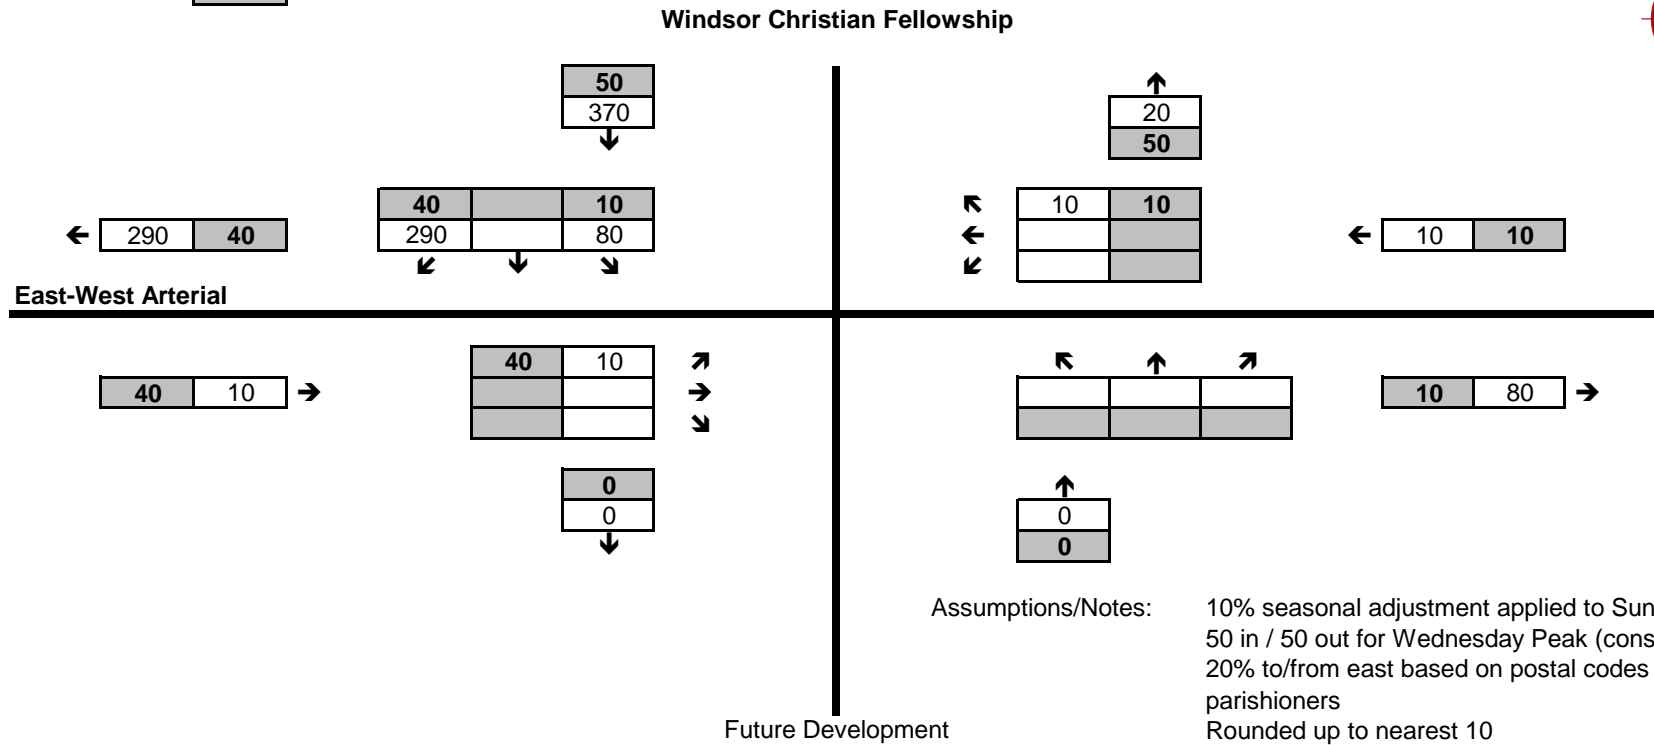 Windsor Christian Fellowship
50
370
20
50
40 10
290 80
290 40
10 10
10 10
East-West Arterial
40 10
40 10
10 80
0
0
0
0
Assumptions/Notes: 10% seasonal adjustment applied to Sun
50 in / 50 out for Wednesday Peak (cons
20% to/from east based on postal codes
parishioners
Future Development Rounded up to nearest 10